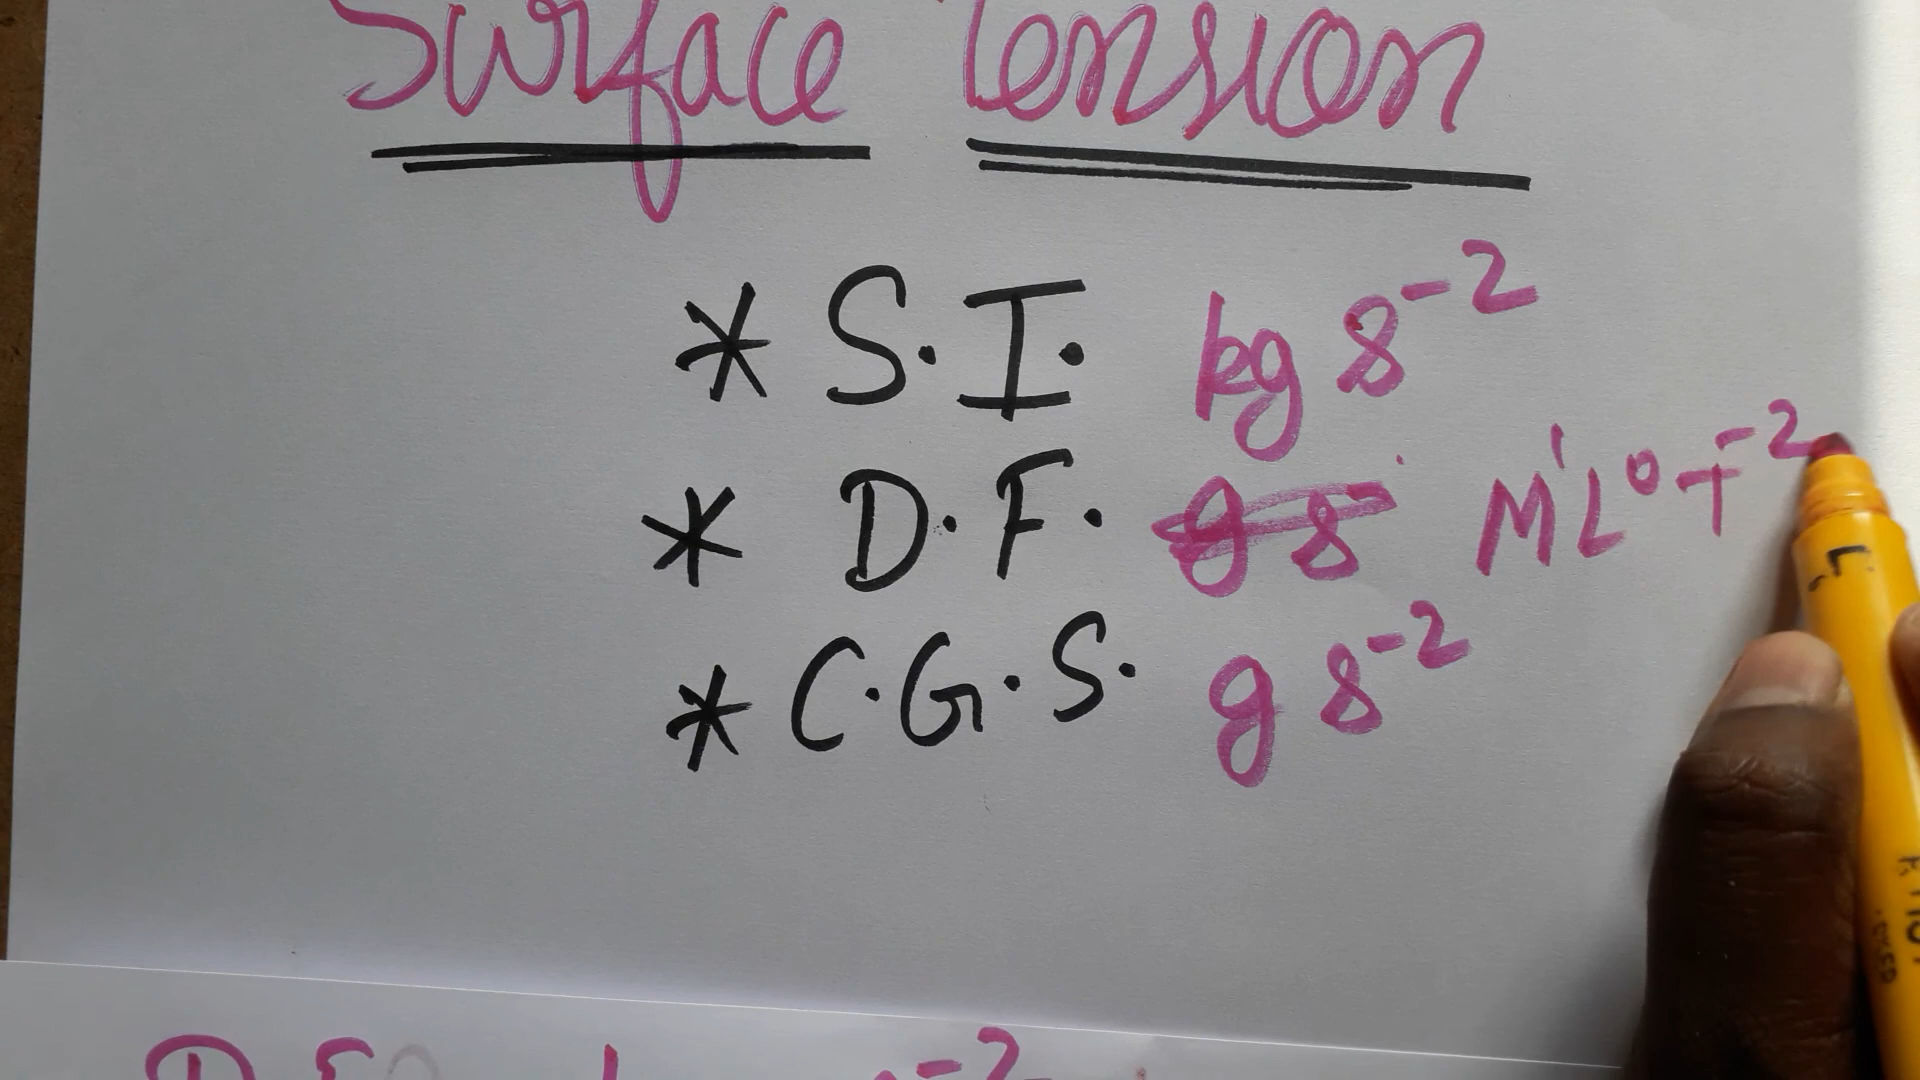 Surface Tension
* S.I. kg s⁻²
* D.F. g s M¹L⁰T⁻²
* C.G.S. g s⁻²